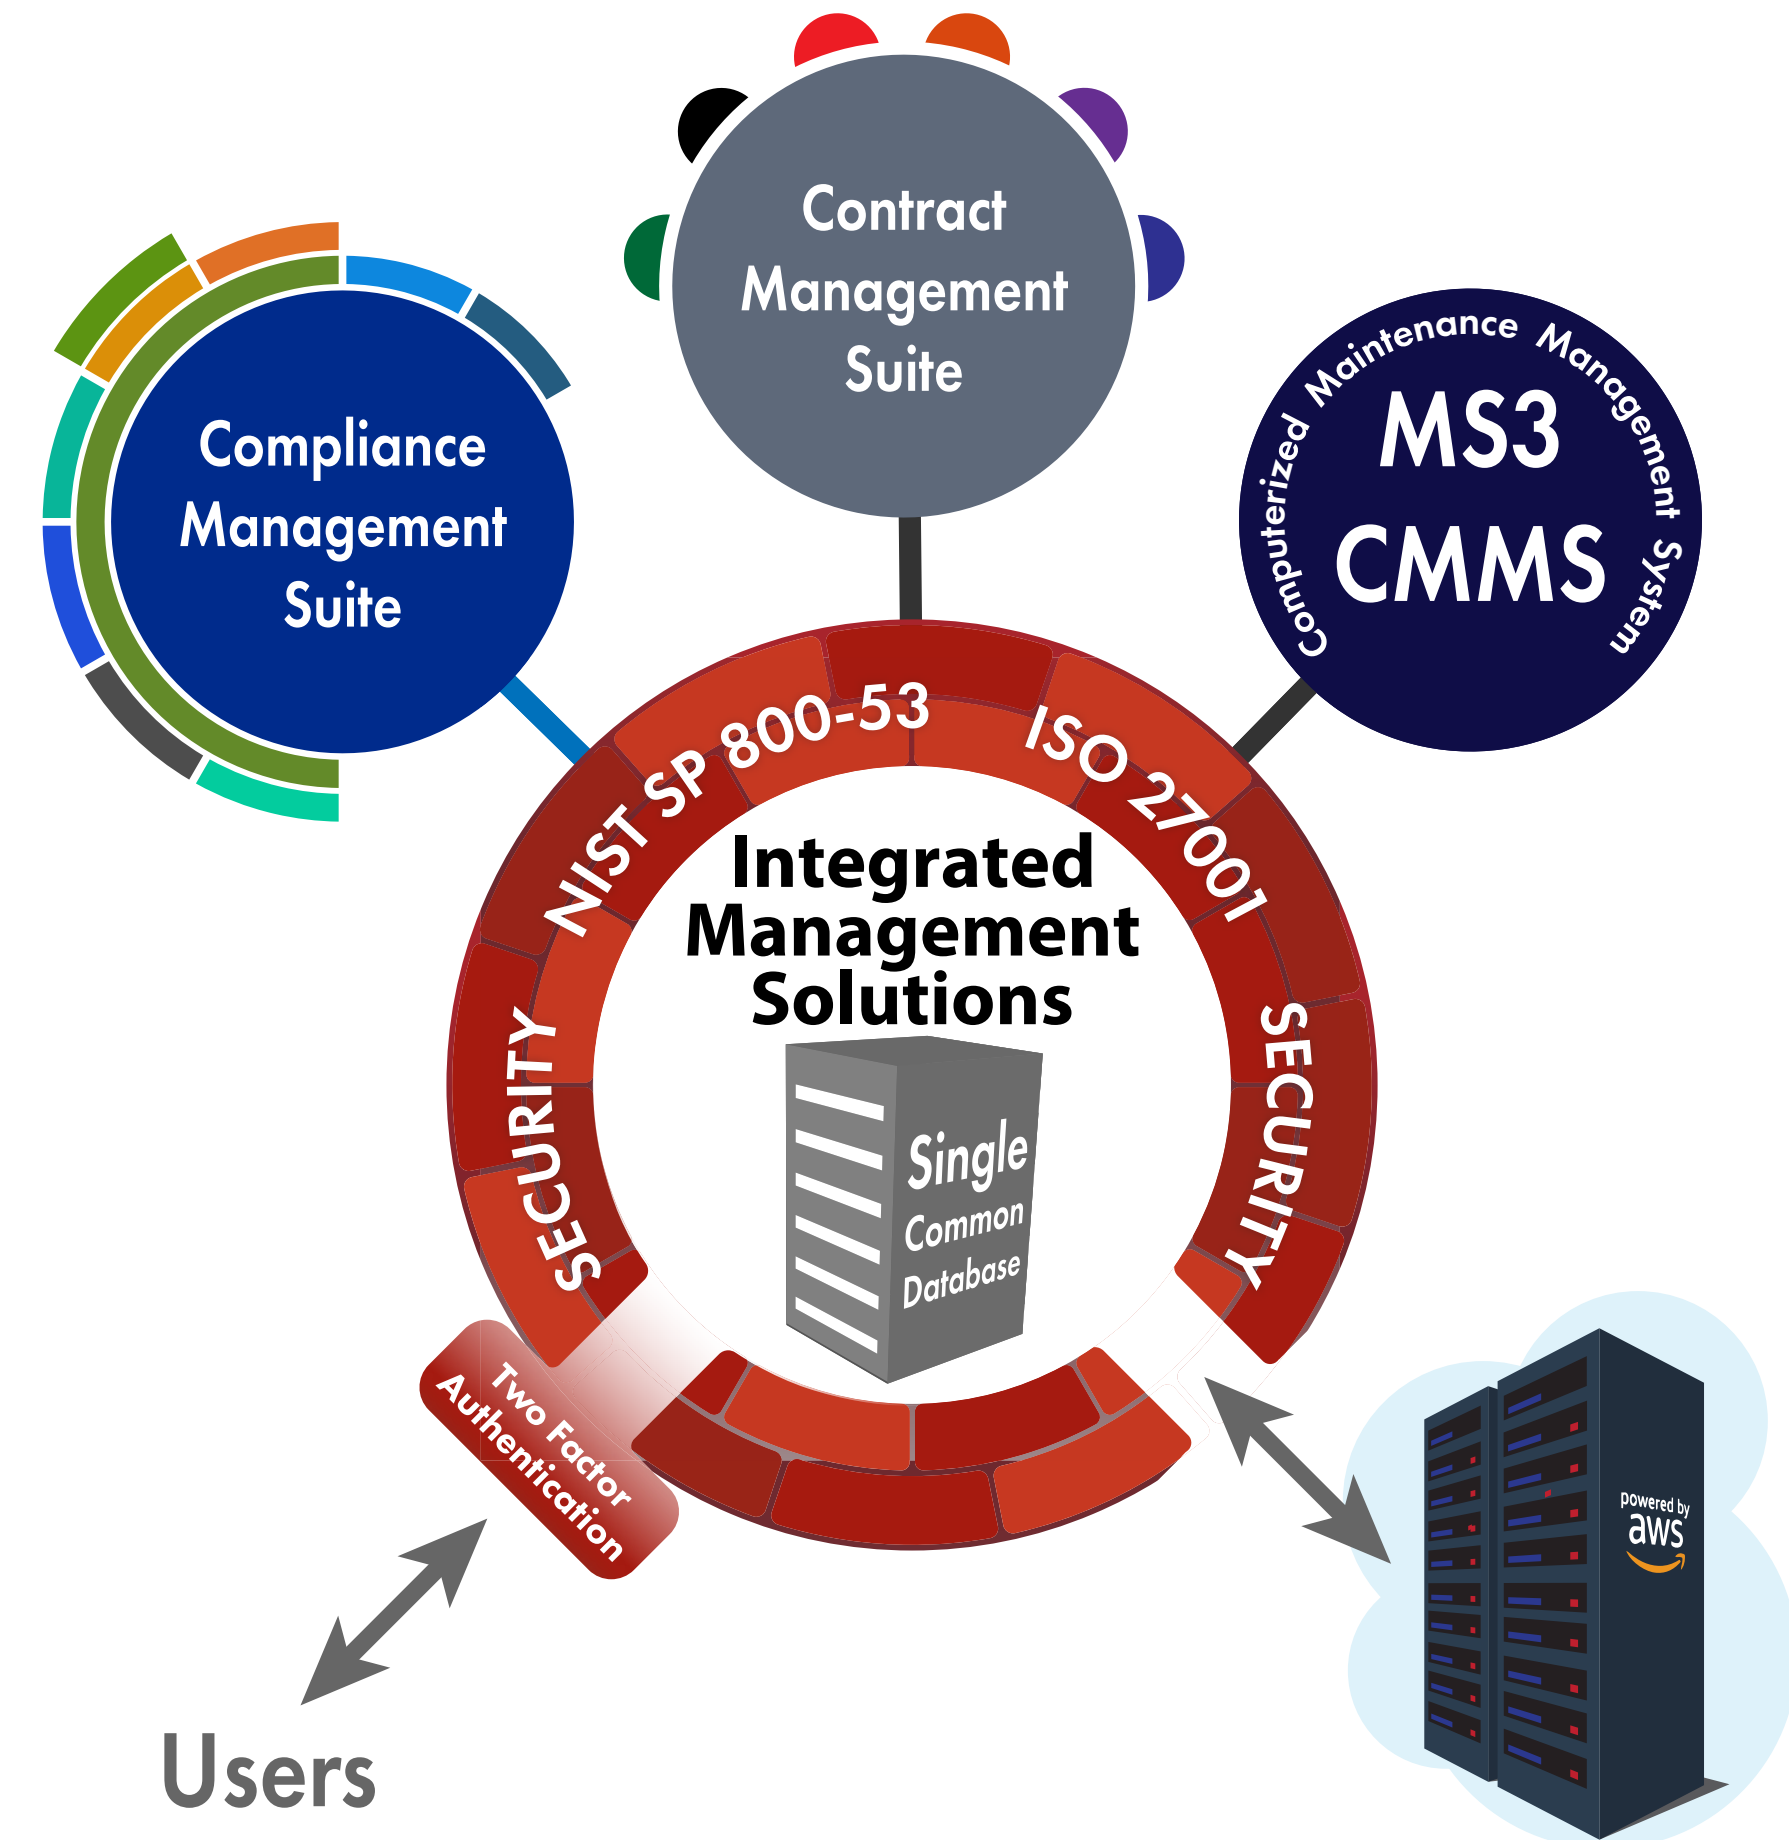 Contract
Management
Suite
Compliance
Management
Suite
Computerized Maintenance Management System
MS3
CMMS
NIST SP 800-53
ISO 27001
SECURITY
SECURITY
Integrated
Management
Solutions
Single
Common
Database
Two Factor
Authentication
powered by
aws
Users